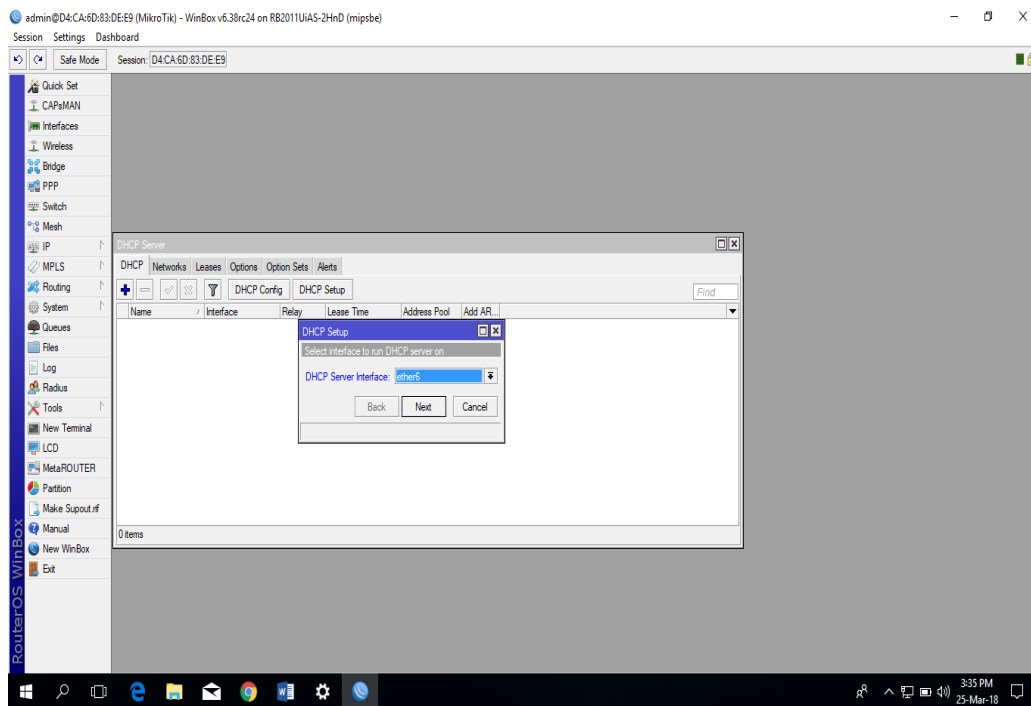 admin@D4:CA:6D:83:DE:E9 (MikroTik) - WinBox v6.38rc24 on RB2011UiAS-2HnD (mipsbe)
Session Settings Dashboard
Safe Mode Session: D4:CA:6D:83:DE:E9
Quick Set
CAPsMAN
Interfaces
Wireless
Bridge
PPP
Switch
Mesh
IP
MPLS
Routing
System
Queues
Files
Log
Radius
Tools
New Terminal
LCD
MetaROUTER
Partition
Make Supout.rif
Manual
New WinBox
Exit
RouterOS WinBox
DHCP Server
DHCP Networks Leases Options Option Sets Alerts
DHCP Config DHCP Setup Find
Name / Interface Relay Lease Time Address Pool Add AR...
DHCP Setup
Select interface to run DHCP server on
DHCP Server Interface: ether6
Back Next Cancel
0 items
3:35 PM
25-Mar-18